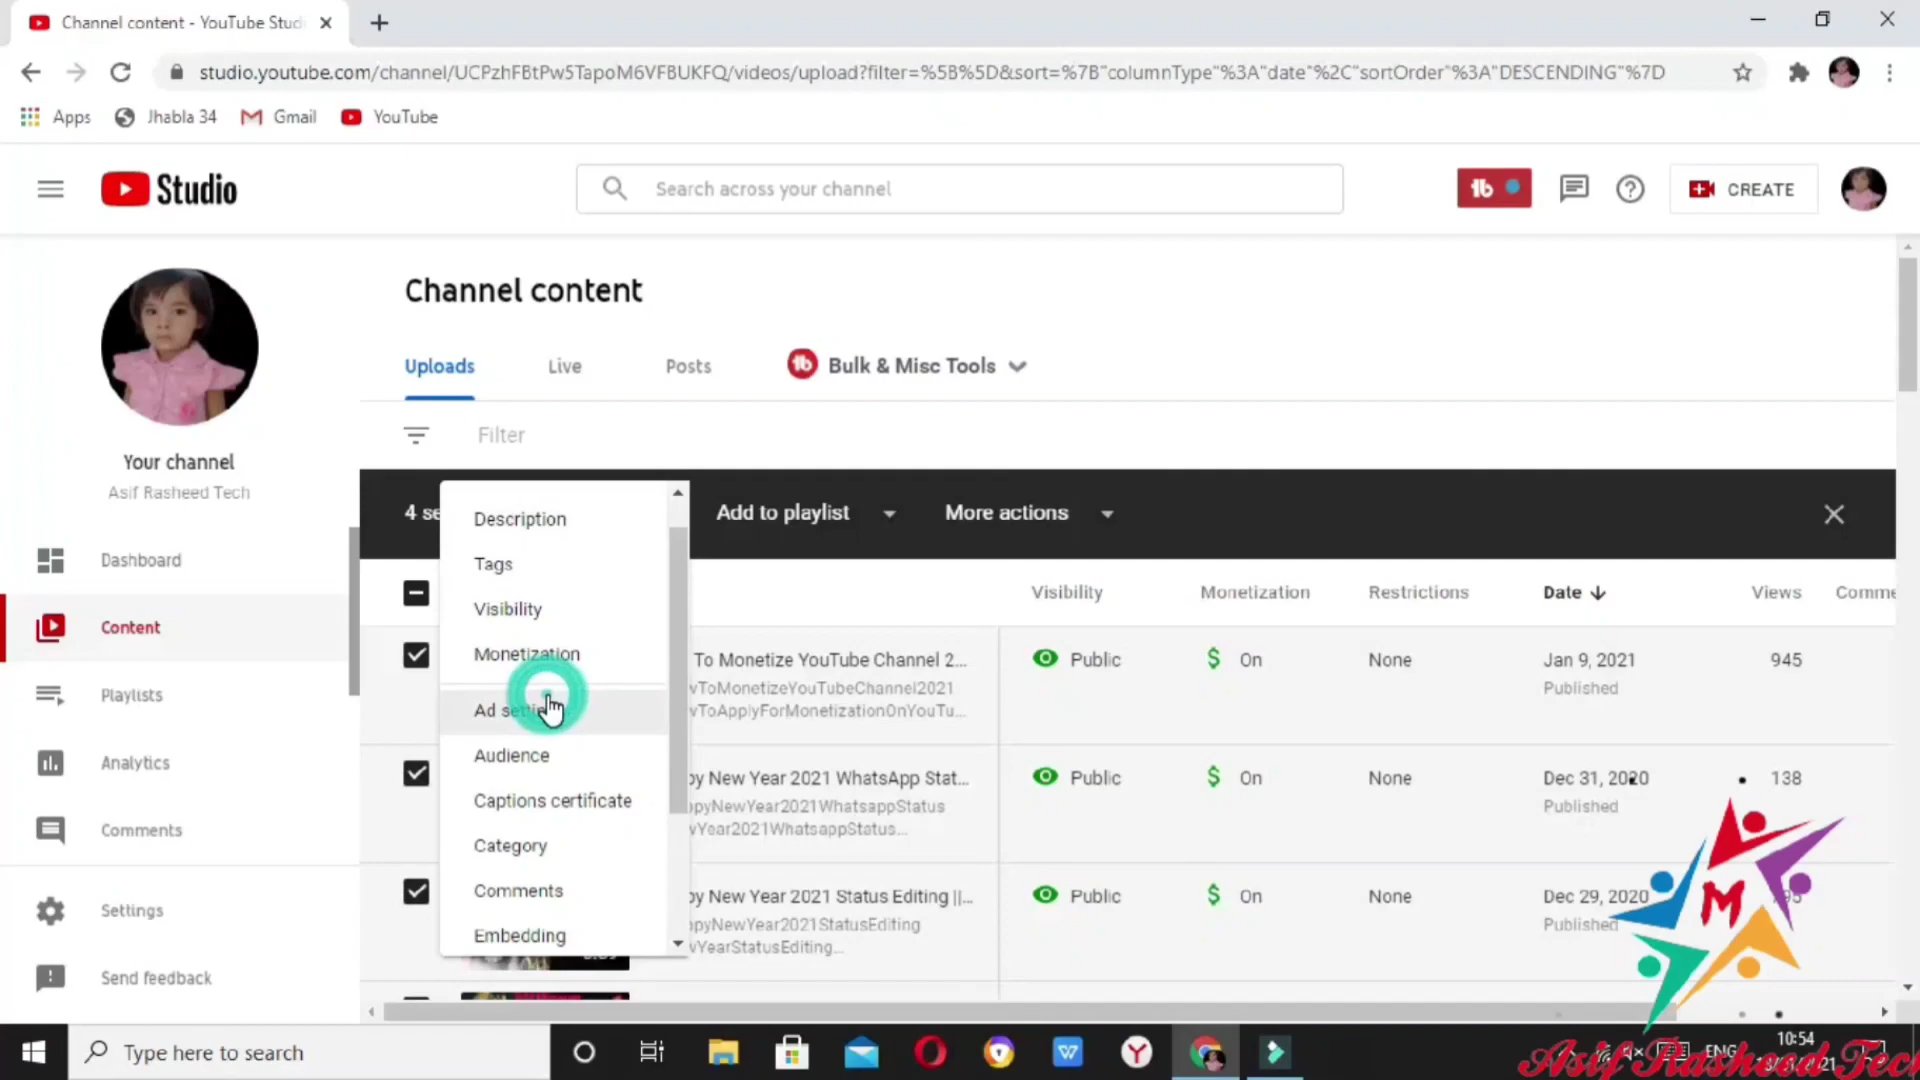 Channel content - YouTube Stud
studio.youtube.com/channel/UCPzhFBtPw5TapoM6VFBUKFQ/videos/upload?filter=%5B%5D&sort=%7B"columnType"%3A"date"%2C"sortOrder"%3A"DESCENDING"%7D
Apps Jhabla 34 Gmail YouTube
Studio
Search across your channel
CREATE
Channel content
Uploads Live Posts Bulk & Misc Tools
Filter
Your channel
Asif Rasheed Tech
Dashboard
Content
Playlists
Analytics
Comments
Settings
Send feedback
4 se
Add to playlist More actions
Description
Tags
Visibility
Monetization
Ad setti
Audience
Captions certificate
Category
Comments
Embedding
Visibility Monetization Restrictions Date Views Comme
To Monetize YouTube Channel 2... Public On None Jan 9, 2021 945
vToMonetizeYouTubeChannel2021 Published
vToApplyForMonetizationOnYouTu...
py New Year 2021 WhatsApp Stat... Public On None Dec 31, 2020 138
ppyNewYear2021WhatsappStatus Published
vYear2021WhatsappStatus...
py New Year 2021 Status Editing ||... Public On None Dec 29, 2020
ppyNewYear2021StatusEditing Published
vYearStatusEditing...
M
Type here to search
10:54
ENG
Asif Rasheed Tec